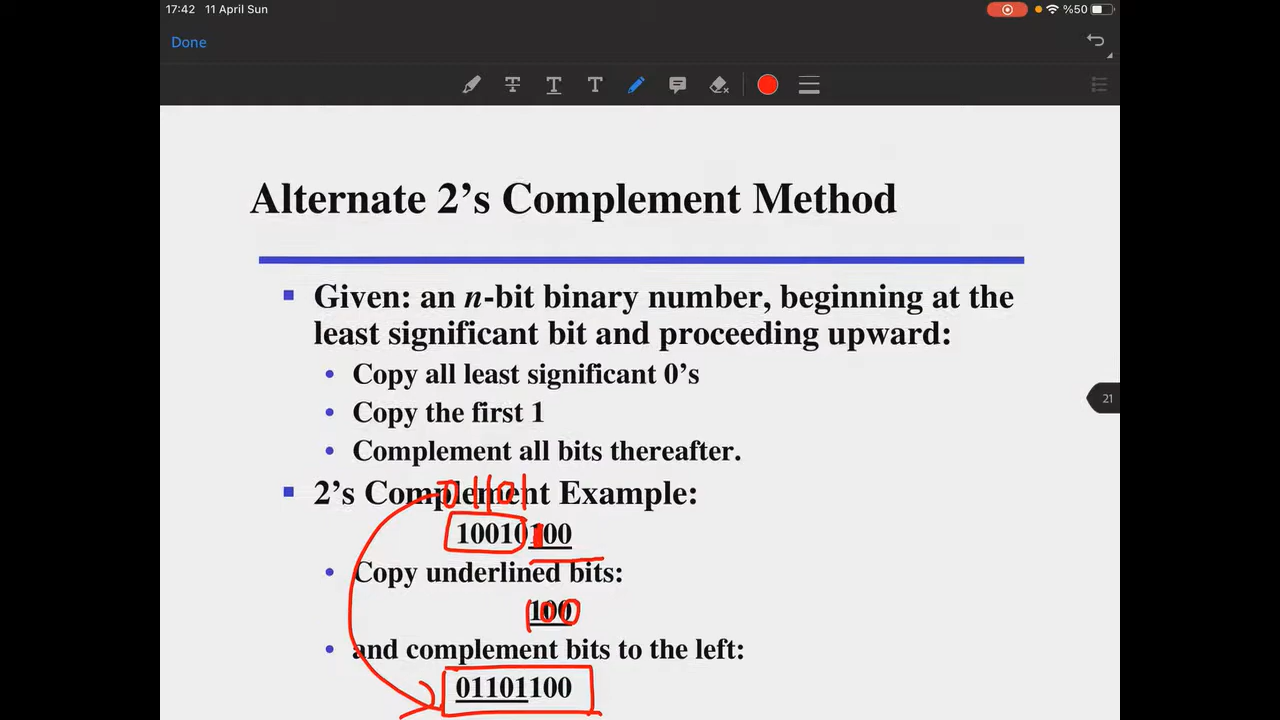 17:42 11 April Sun %50
Done
Alternate 2’s Complement Method
Given: an n-bit binary number, beginning at the
least significant bit and proceeding upward:
Copy all least significant 0’s
Copy the first 1
21
Complement all bits thereafter.
01101
2’s Complement Example:
10010100
Copy underlined bits:
100
and complement bits to the left:
01101100